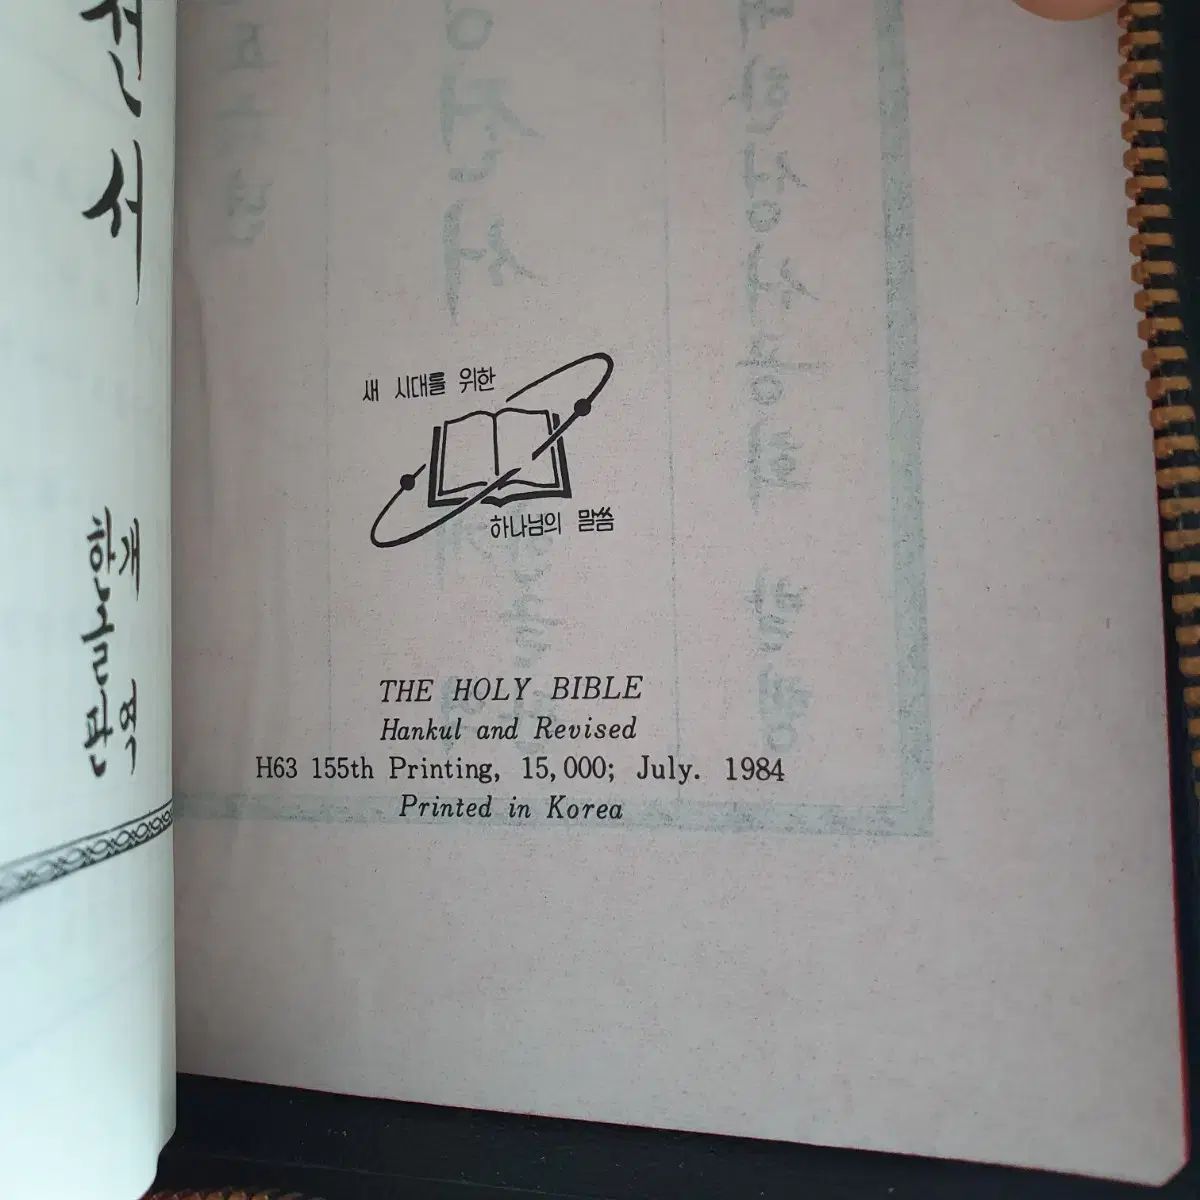 전서
개역
한글판
새 시대를 위한
하나님의 말씀
THE HOLY BIBLE
Hankul and Revised
H63 155th Printing, 15,000; July. 1984
Printed in Korea